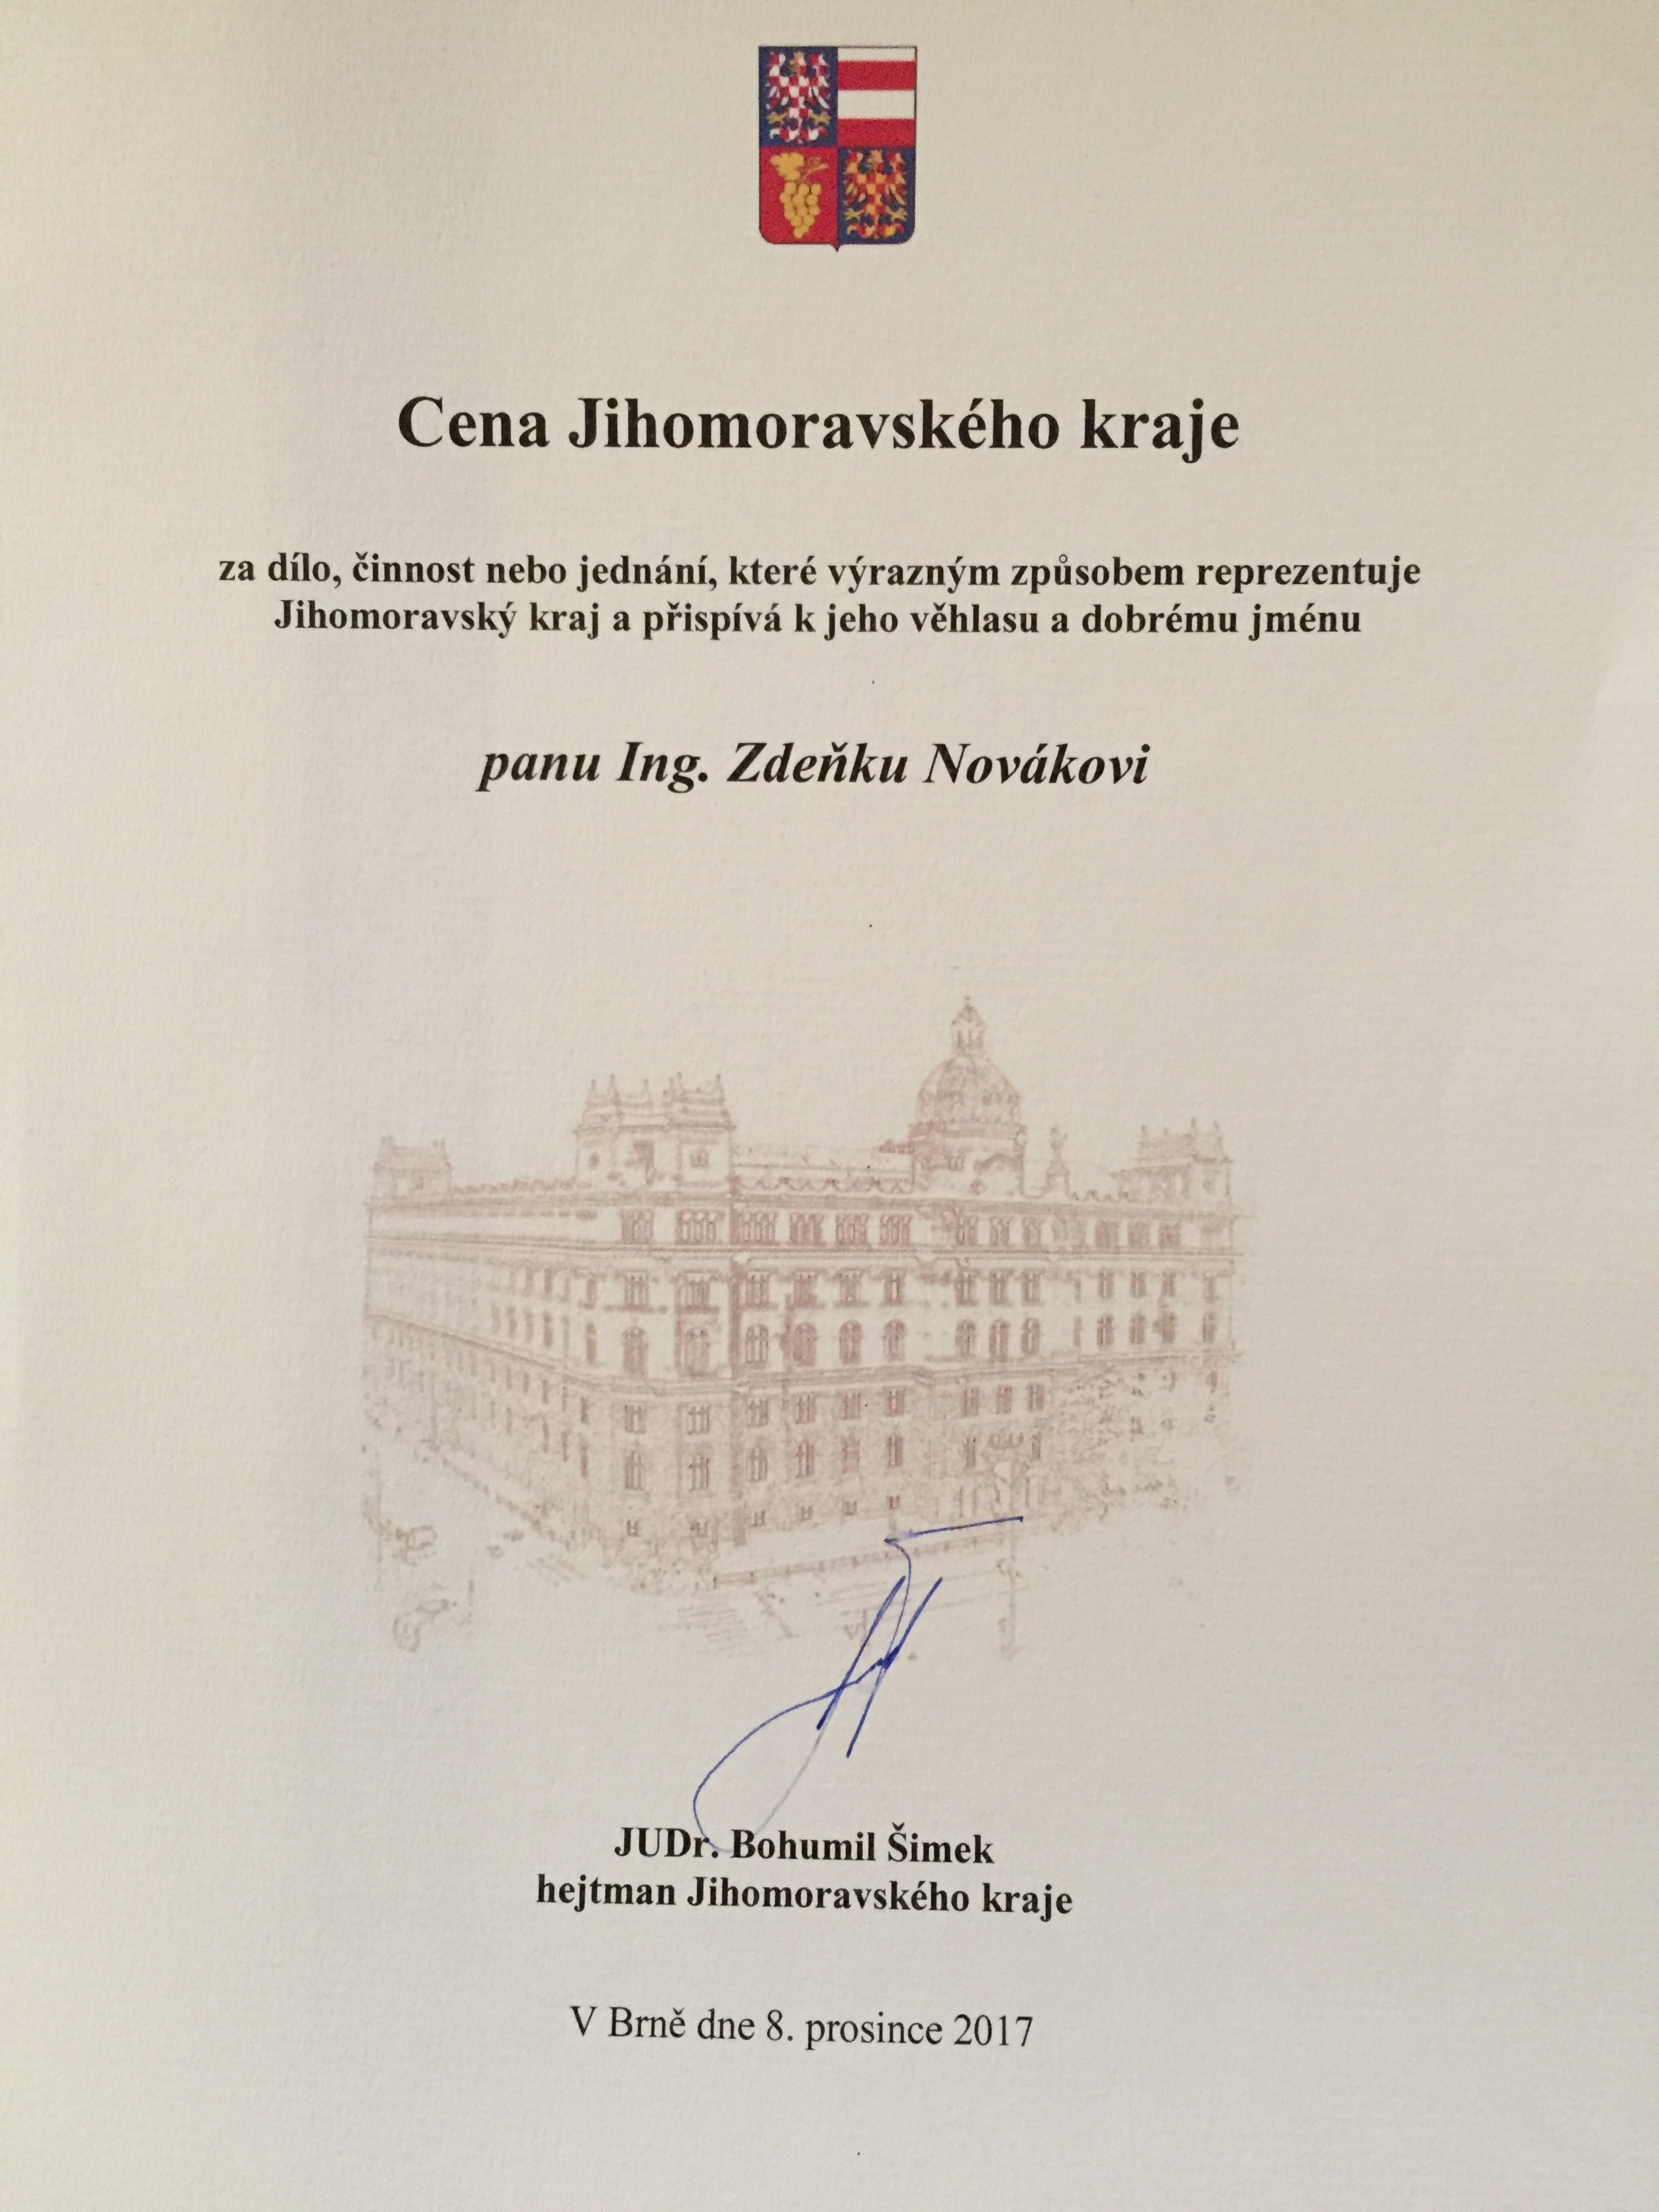 Cena Jihomoravského kraje
za dílo, činnost nebo jednání, které výrazným způsobem reprezentuje
Jihomoravský kraj a přispívá k jeho věhlasu a dobrému jménu
panu Ing. Zdeňku Novákovi
JUDr. Bohumil Šimek
hejtman Jihomoravského kraje
V Brně dne 8. prosince 2017